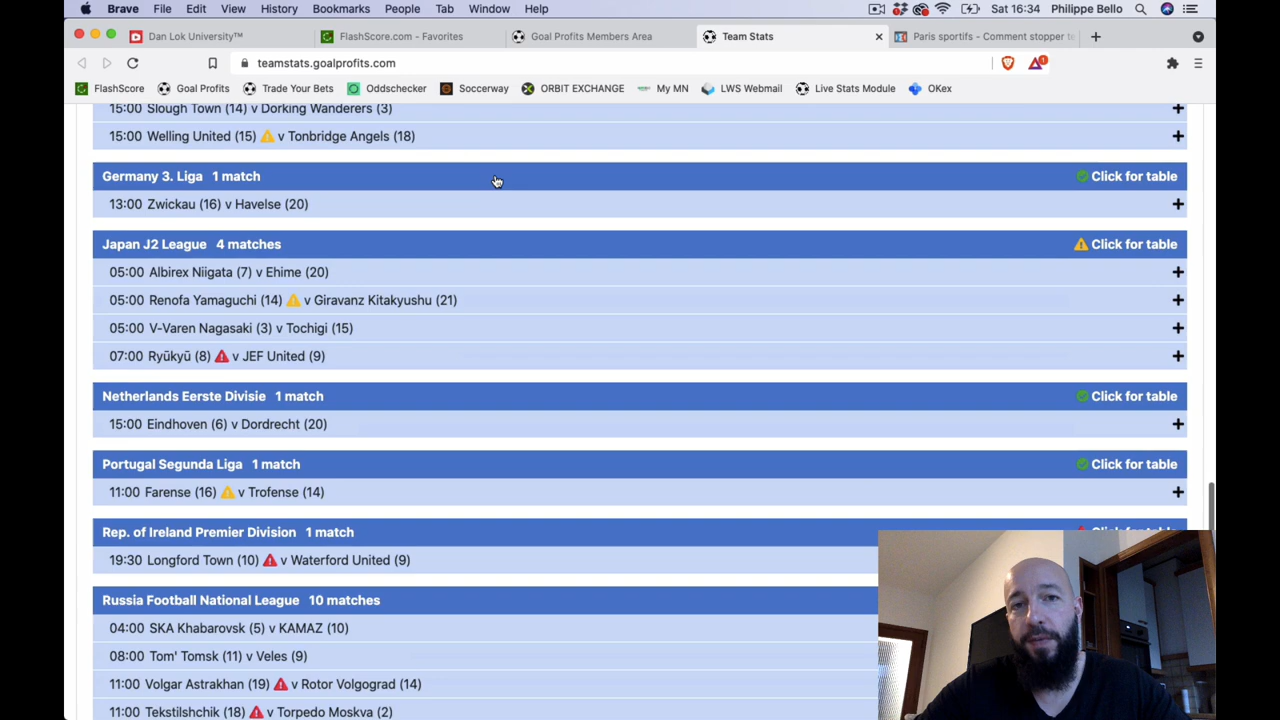 Brave File Edit View History Bookmarks People Tab Window Help Sat 16:34 Philippe Bello
Dan Lok University™ FlashScore.com - Favorites Goal Profits Members Area Team Stats Paris sportifs - Comment stopper
teamstats.goalprofits.com 1
FlashScore Goal Profits Trade Your Bets Oddschecker Soccerway ORBIT EXCHANGE My MN LWS Webmail Live Stats Module OKex
15:00 Slough Town (14) v Dorking Wanderers (3)
15:00 Welling United (15) v Tonbridge Angels (18)
Germany 3. Liga 1 match Click for table
13:00 Zwickau (16) v Havelse (20)
Japan J2 League 4 matches Click for table
05:00 Albirex Niigata (7) v Ehime (20)
05:00 Renofa Yamaguchi (14) v Giravanz Kitakyushu (21)
05:00 V-Varen Nagasaki (3) v Tochigi (15)
07:00 Ryūkyū (8) v JEF United (9)
Netherlands Eerste Divisie 1 match Click for table
15:00 Eindhoven (6) v Dordrecht (20)
Portugal Segunda Liga 1 match Click for table
11:00 Farense (16) v Trofense (14)
Rep. of Ireland Premier Division 1 match
19:30 Longford Town (10) v Waterford United (9)
Russia Football National League 10 matches
04:00 SKA Khabarovsk (5) v KAMAZ (10)
08:00 Tom' Tomsk (11) v Veles (9)
11:00 Volgar Astrakhan (19) v Rotor Volgograd (14)
11:00 Tekstilshchik (18) v Torpedo Moskva (2)